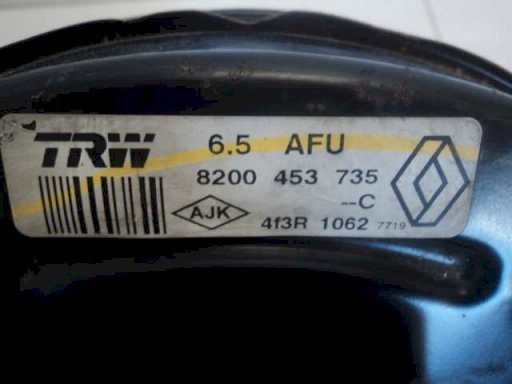 TRW 6.5 AFU
8200 453 735
--C
AJK 4f3R 1062 7719